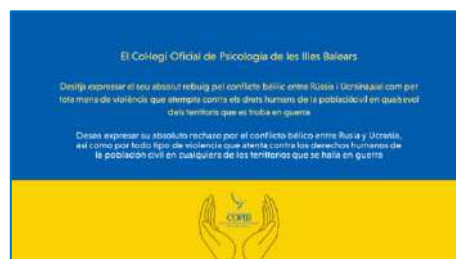 El Col·legi Oficial de Psicologia de les Illes Balears
Desitja expressar el seu absolut rebuig pel conflicte bèl·lic entre Rússia i Ucraïna,així com per
tota mena de violència que atempta contra els drets humans de la població civil en qualsevol
dels territoris que es troba en guerra
Desea expresar su absoluto rechazo por el conflicto bélico entre Rusia y Ucrania,
así como por todo tipo de violencia que atenta contra los derechos humanos de
la población civil en cualquiera de los territorios que se halla en guerra
COPIB